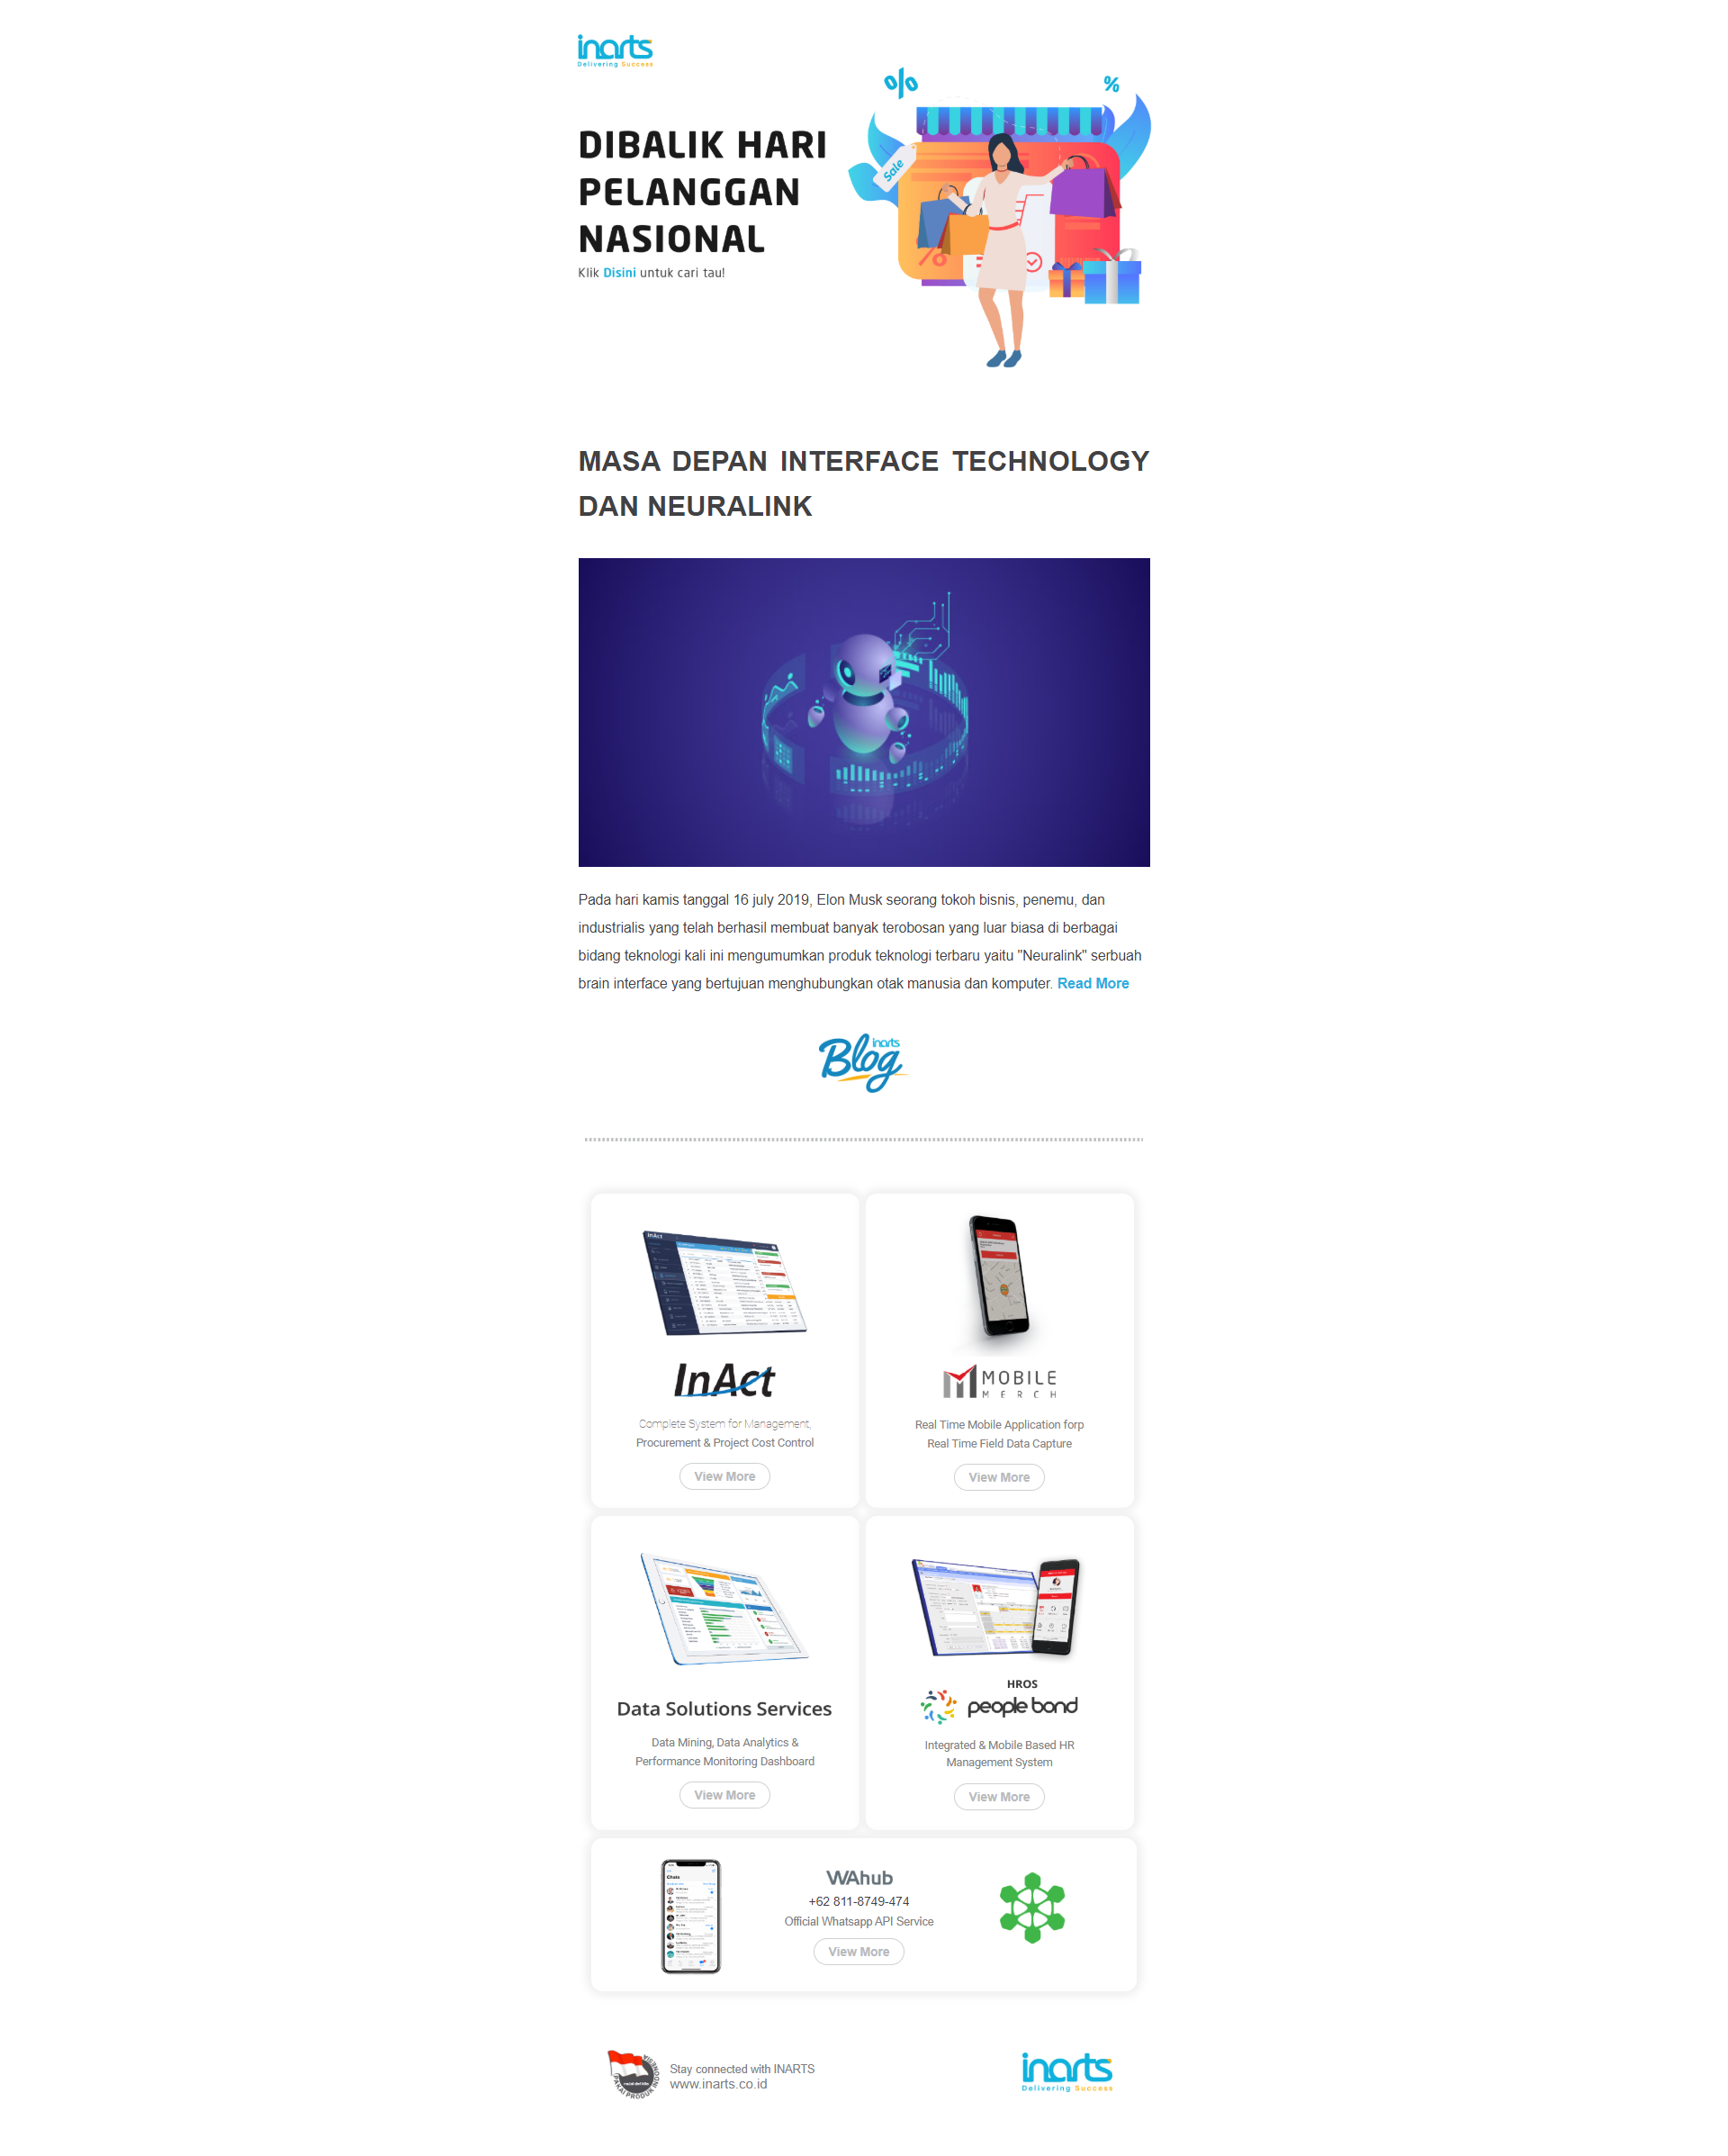 inarts
Delivering Success
% %
DIBALIK HARI
PELANGGAN
NASIONAL
Sale
%
Klik Disini untuk cari tau!
MASA DEPAN INTERFACE TECHNOLOGY
DAN NEURALINK
Pada hari kamis tanggal 16 july 2019, Elon Musk seorang tokoh bisnis, penemu, dan
industrialis yang telah berhasil membuat banyak terobosan yang luar biasa di berbagai
bidang teknologi kali ini mengumumkan produk teknologi terbaru yaitu "Neuralink" serbuah
brain interface yang bertujuan menghubungkan otak manusia dan komputer. Read More
inarts
Blog
InAct
InAct
Complete System for Management,
Procurement & Project Cost Control
View More
MOBILE
MERCH
Real Time Mobile Application forp
Real Time Field Data Capture
View More
Data Solutions Services
Data Mining, Data Analytics &
Performance Monitoring Dashboard
View More
HROS
people bond
Integrated & Mobile Based HR
Management System
View More
Chats
WAhub
+62 811-8749-474
Official Whatsapp API Service
View More
PAKAI PRODUK INDONESIA
Stay connected with INARTS
www.inarts.co.id
inarts
Delivering Success